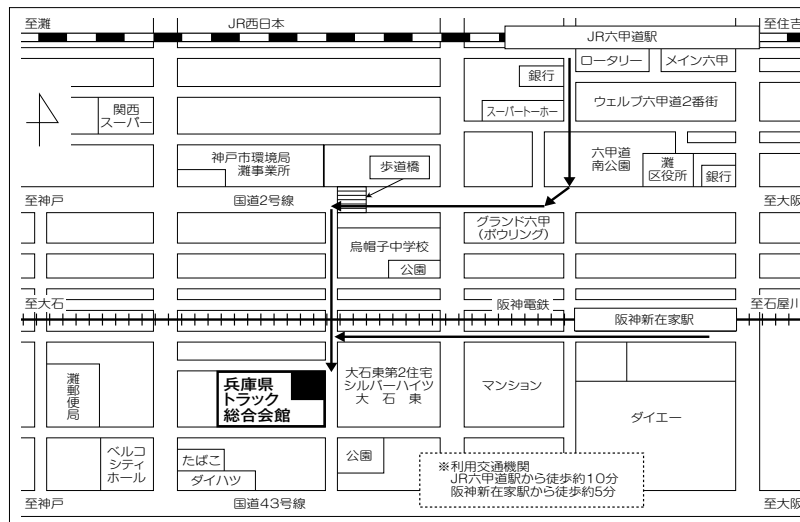 至灘
JR西日本
JR六甲道駅
至住吉
ロータリー
メイン六甲
銀行
関西
スーパー
スーパートーホー
ウェルブ六甲道2番街
神戸市環境局
灘事業所
歩道橋
六甲道
南公園
灘
区役所
銀行
至神戸
国道2号線
至大阪
グランド六甲
(ボウリング)
烏帽子中学校
公園
至大石
阪神電鉄
至石屋川
阪神新在家駅
灘
郵
便
局
兵庫県
トラック
総合会館
大石東第2住宅
シルバーハイツ
大石東
マンション
ダイエー
ベルコ
シティ
ホール
たばこ
ダイハツ
公園
※利用交通機関
JR六甲道駅から徒歩約10分
阪神新在家駅から徒歩約5分
至神戸
国道43号線
至大阪